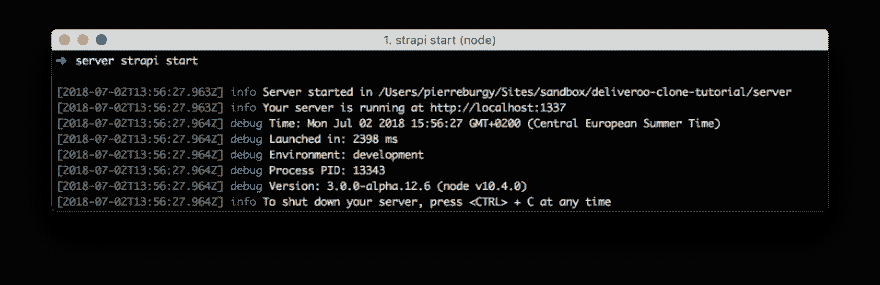 1. strapi start (node)
➜ server strapi start
[2018-07-02T13:56:27.963Z] info Server started in /Users/pierreburgy/Sites/sandbox/deliveroo-clone-tutorial/server
[2018-07-02T13:56:27.963Z] info Your server is running at http://localhost:1337
[2018-07-02T13:56:27.964Z] debug Time: Mon Jul 02 2018 15:56:27 GMT+0200 (Central European Summer Time)
[2018-07-02T13:56:27.964Z] debug Launched in: 2398 ms
[2018-07-02T13:56:27.964Z] debug Environment: development
[2018-07-02T13:56:27.964Z] debug Process PID: 13343
[2018-07-02T13:56:27.964Z] debug Version: 3.0.0-alpha.12.6 (node v10.4.0)
[2018-07-02T13:56:27.964Z] info To shut down your server, press <CTRL> + C at any time